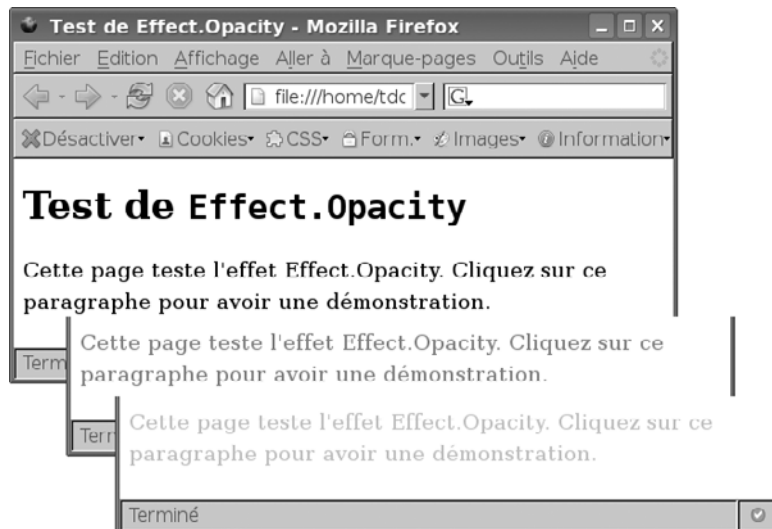 Test de Effect.Opacity - Mozilla Firefox
Fichier Edition Affichage Aller à Marque-pages Outils Aide
file:///home/tdc G
Désactiver Cookies CSS Form. Images Information
Test de Effect.Opacity
Cette page teste l'effet Effect.Opacity. Cliquez sur ce
paragraphe pour avoir une démonstration.
Cette page teste l'effet Effect.Opacity. Cliquez sur ce
Term
paragraphe pour avoir une démonstration.
Cette page teste l'effet Effect.Opacity. Cliquez sur ce
Terr
paragraphe pour avoir une démonstration.
Terminé